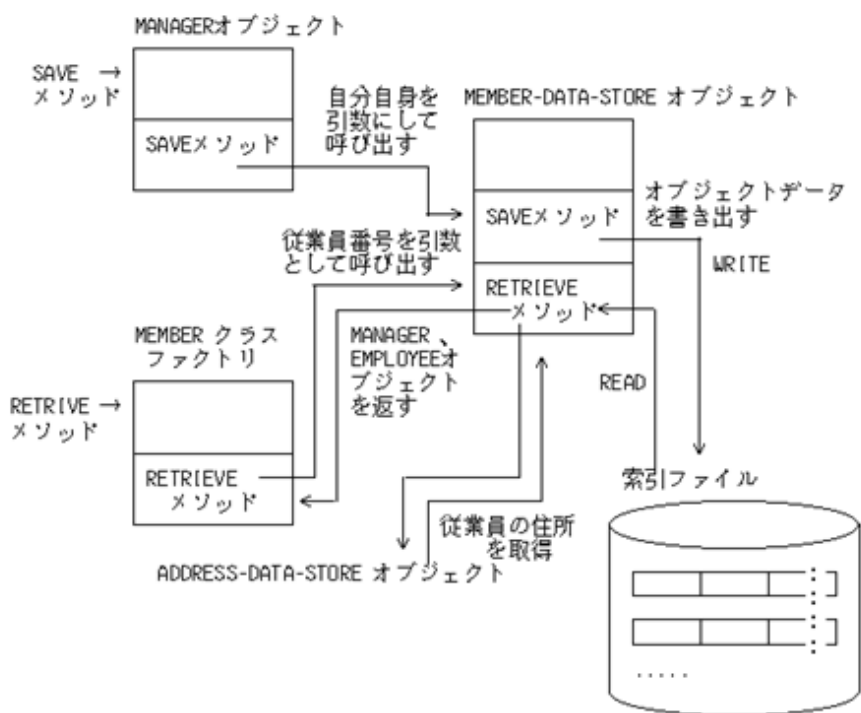 MANAGERオブジェクト
SAVE →
メソッド
SAVEメソッド
自分自身を
引数にして
呼び出す
MEMBER-DATA-STORE オブジェクト
SAVEメソッド
オブジェクトデータ
を書き出す
WRITE
従業員番号を引数
として呼び出す
RETRIEVE
メソッド
MEMBER クラス
ファクトリ
MANAGER、
EMPLOYEEオ
ブジェクト
を返す
READ
RETRIVE →
メソッド
RETRIEVE
メソッド
従業員の住所
を取得
索引ファイル
ADDRESS-DATA-STORE オブジェクト
.....